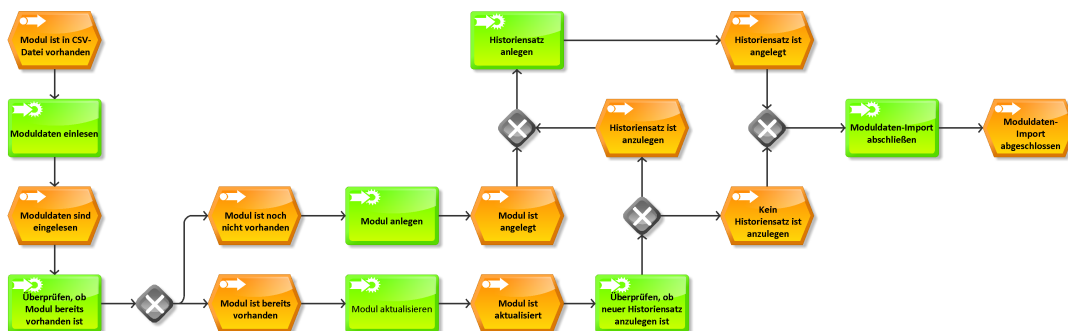 Modul ist in CSV-
Datei vorhanden
Moduldaten einlesen
Moduldaten sind
eingelesen
Überprüfen, ob
Modul bereits
vorhanden ist
Modul ist noch
nicht vorhanden
Modul anlegen
Modul ist
angelegt
Modul ist bereits
vorhanden
Modul aktualisieren
Modul ist
aktualisiert
Überprüfen, ob
neuer Historiensatz
anzulegen ist
Historiensatz ist
anzulegen
Kein
Historiensatz ist
anzulegen
Historiensatz
anlegen
Historiensatz ist
angelegt
Moduldaten-Import
abschließen
Moduldaten-
Import
abgeschlossen